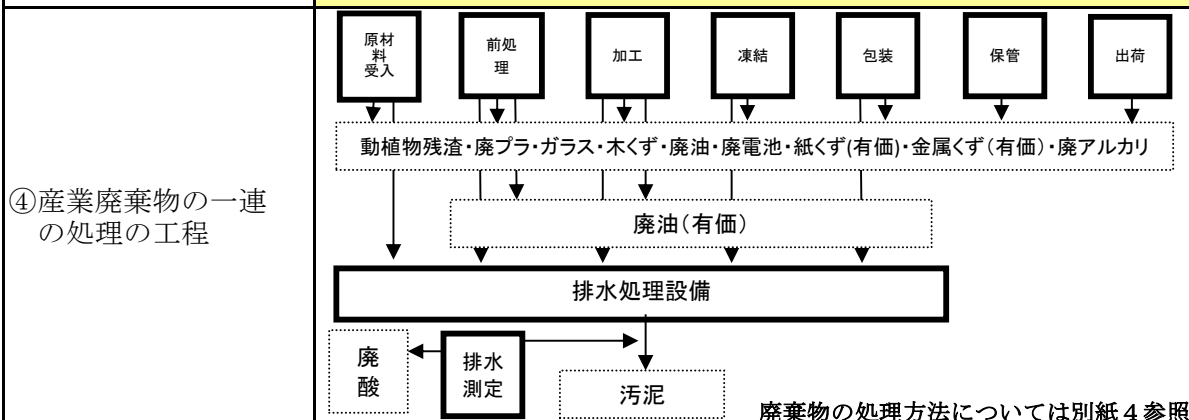 ④産業廃棄物の一連
の処理の工程
原材
料
受入
前処
理
加工
凍結
包装
保管
出荷
動植物残渣・廃プラ・ガラス・木くず・廃油・廃電池・紙くず(有価)・金属くず(有価)・廃アルカリ
廃油(有価)
排水処理設備
廃
酸
排水
測定
汚泥
廃棄物の処理方法については別紙4参照